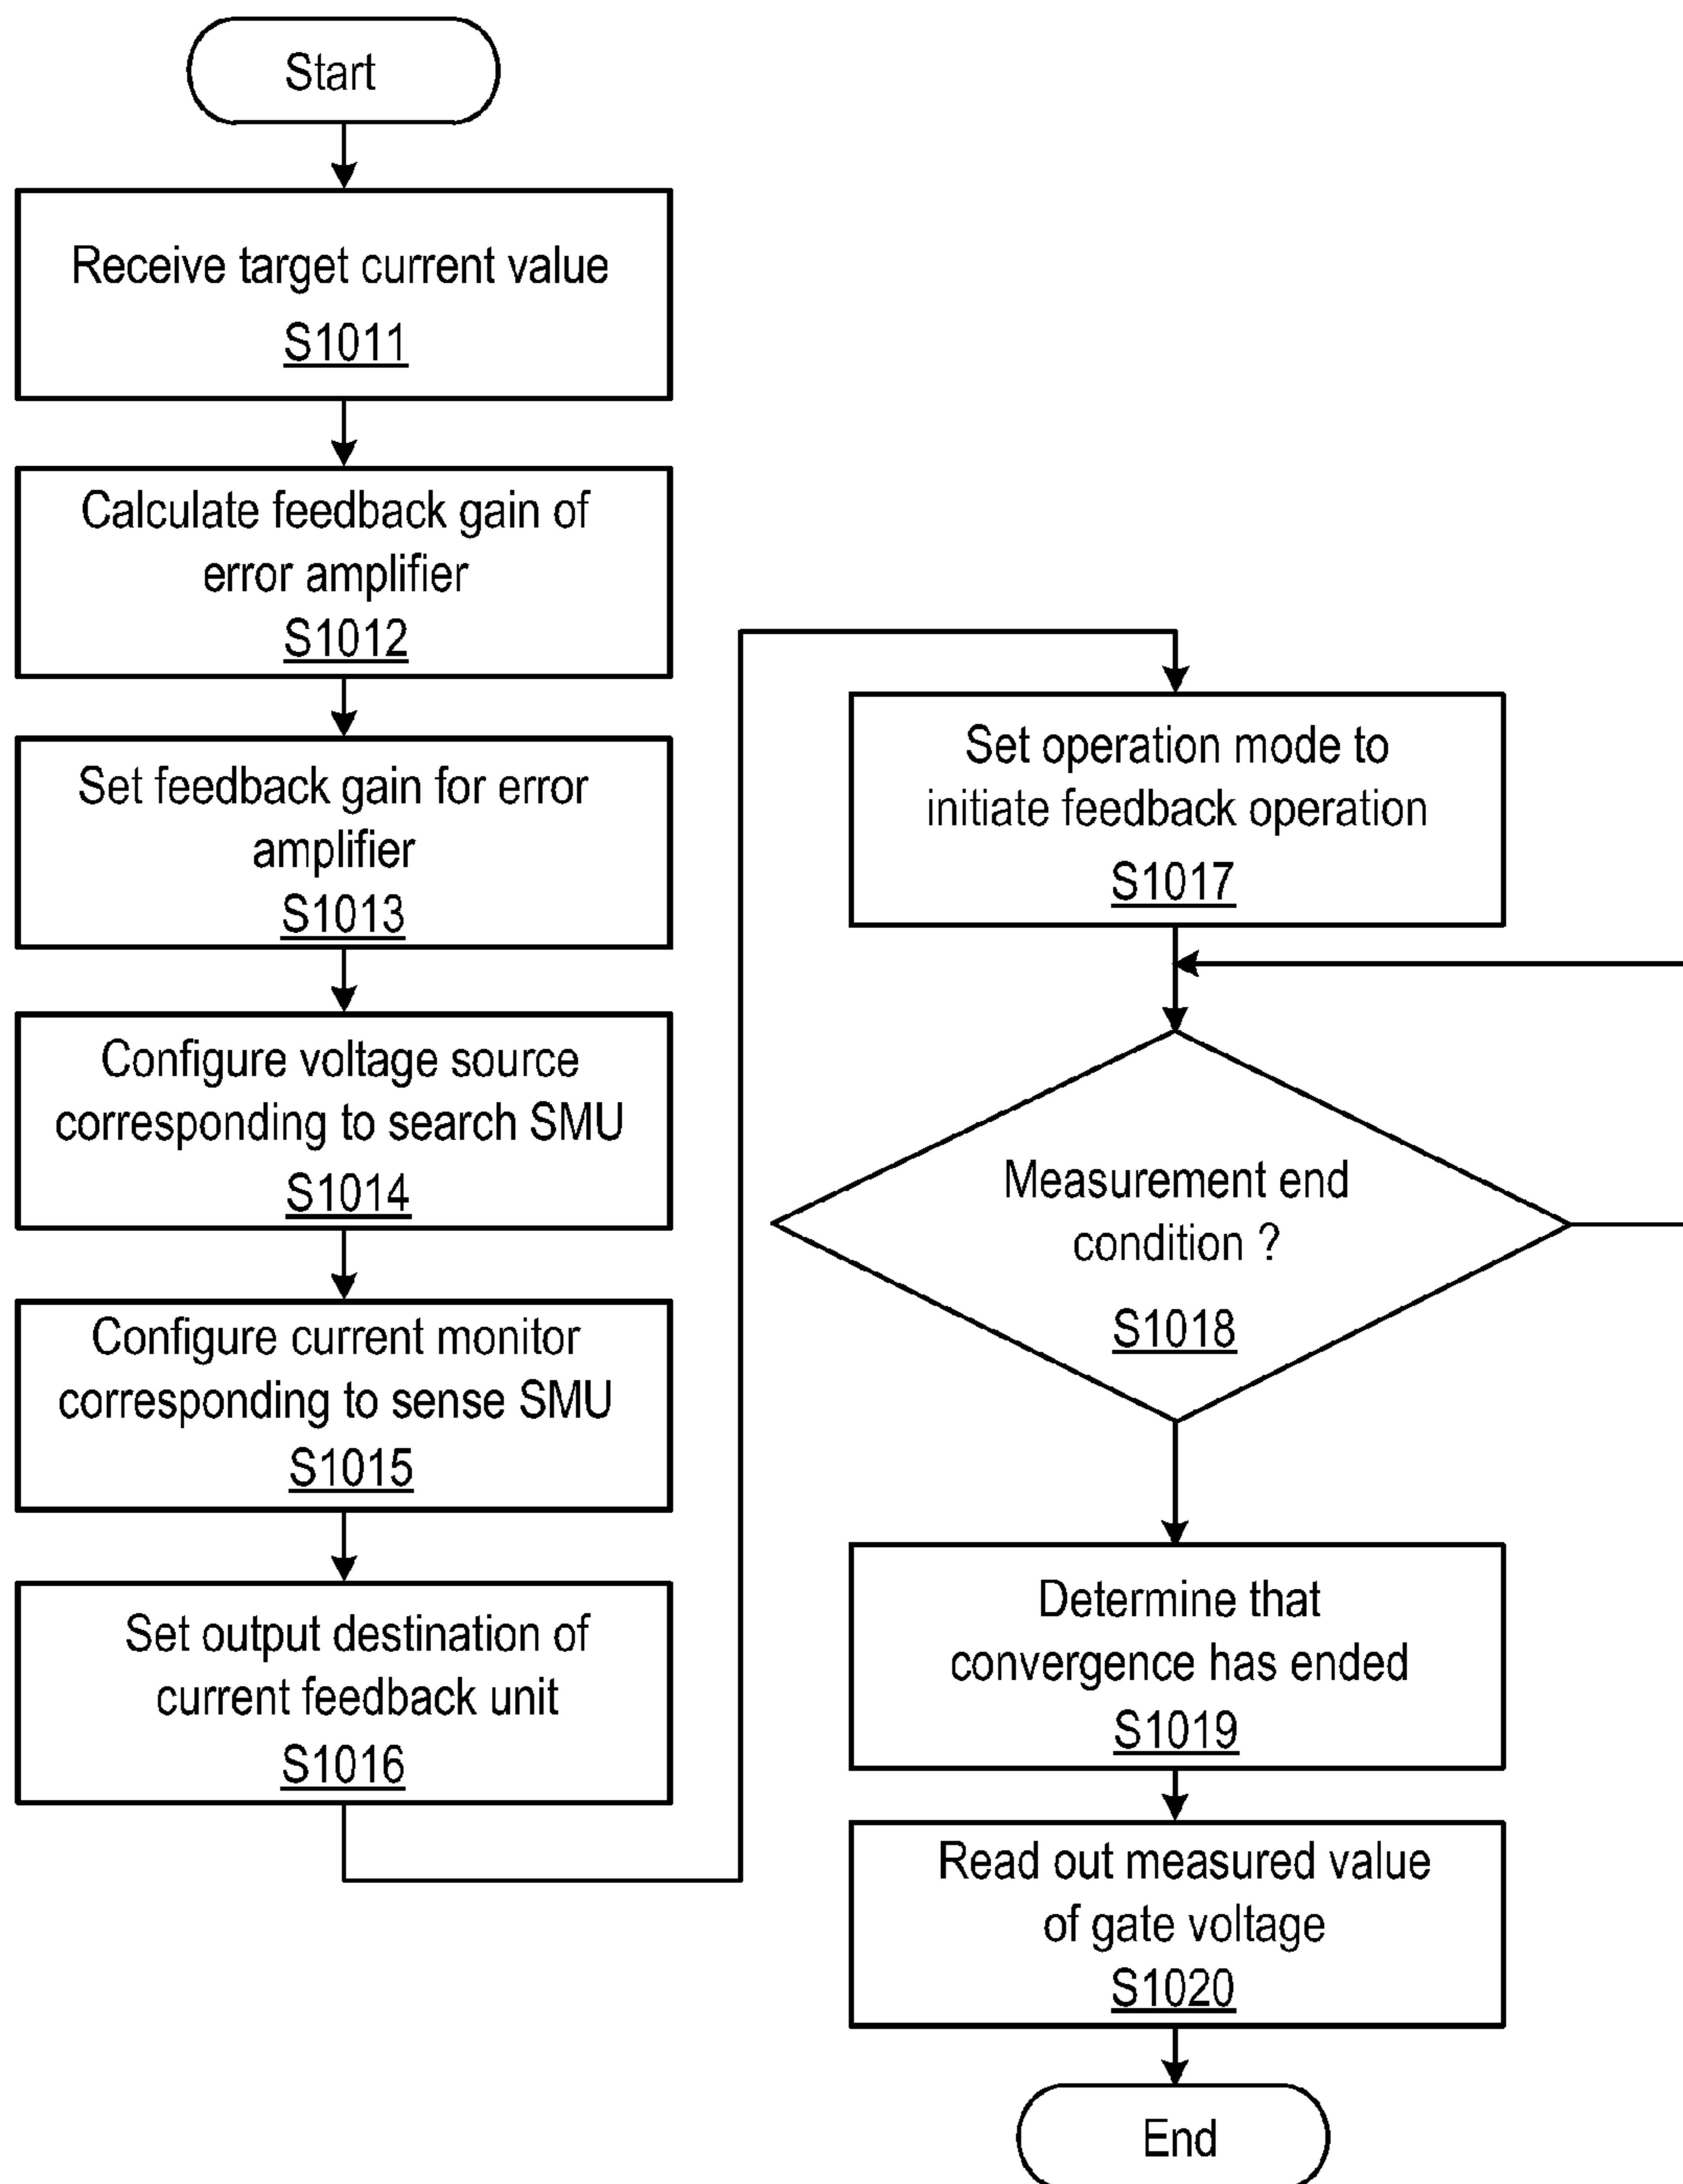 Start
Receive target current value
S1011
Calculate feedback gain of
error amplifier
S1012
Set feedback gain for error
amplifier
S1013
Configure voltage source
corresponding to search SMU
S1014
Configure current monitor
corresponding to sense SMU
S1015
Set output destination of
current feedback unit
S1016
Set operation mode to
initiate feedback operation
S1017
Measurement end
condition ?
S1018
Determine that
convergence has ended
S1019
Read out measured value
of gate voltage
S1020
End